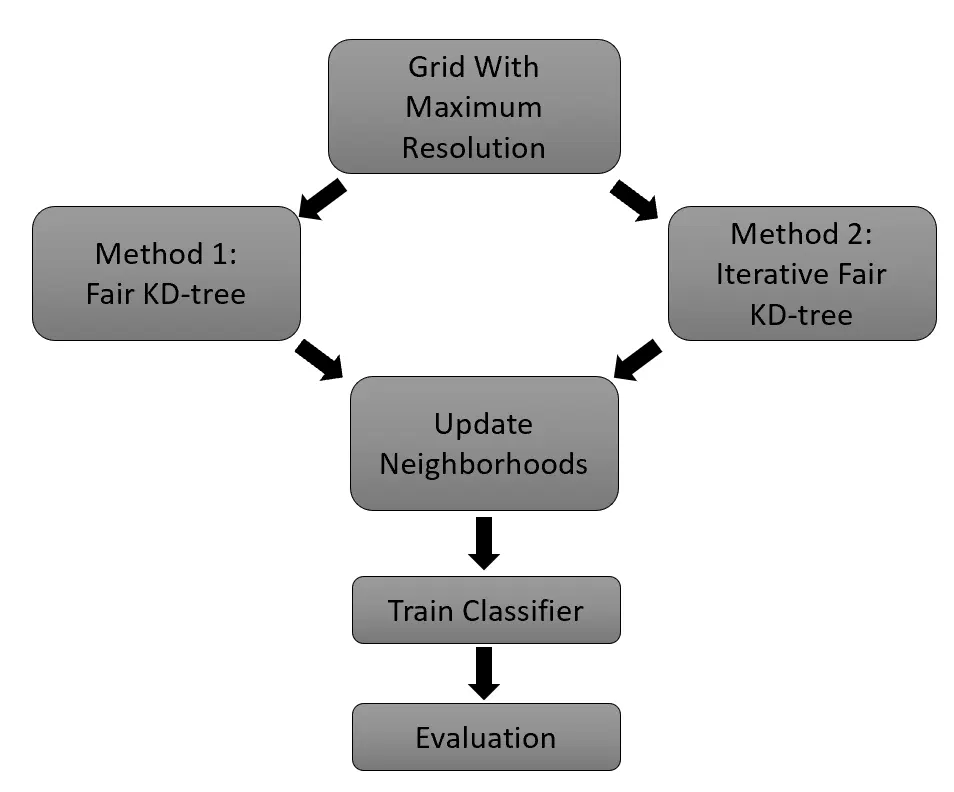 Grid With
Maximum
Resolution
Method 1:
Fair KD-tree
Method 2:
Iterative Fair
KD-tree
Update
Neighborhoods
Train Classifier
Evaluation